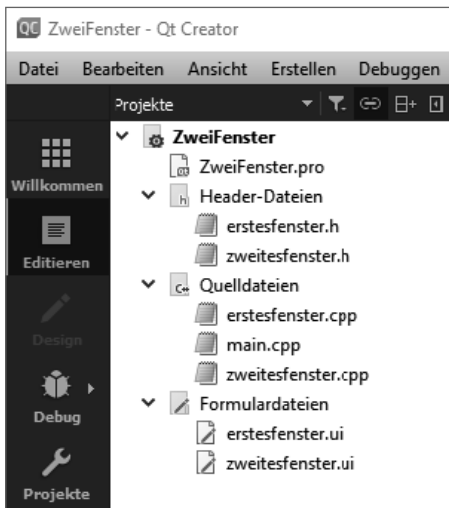 QC ZweiFenster - Qt Creator
Datei Bearbeiten Ansicht Erstellen Debuggen
Projekte
ZweiFenster
ZweiFenster.pro
Header-Dateien
erstesfenster.h
zweitesfenster.h
Quelldateien
erstesfenster.cpp
main.cpp
zweitesfenster.cpp
Formulardateien
erstesfenster.ui
zweitesfenster.ui
Willkommen
Editieren
Design
Debug
Projekte